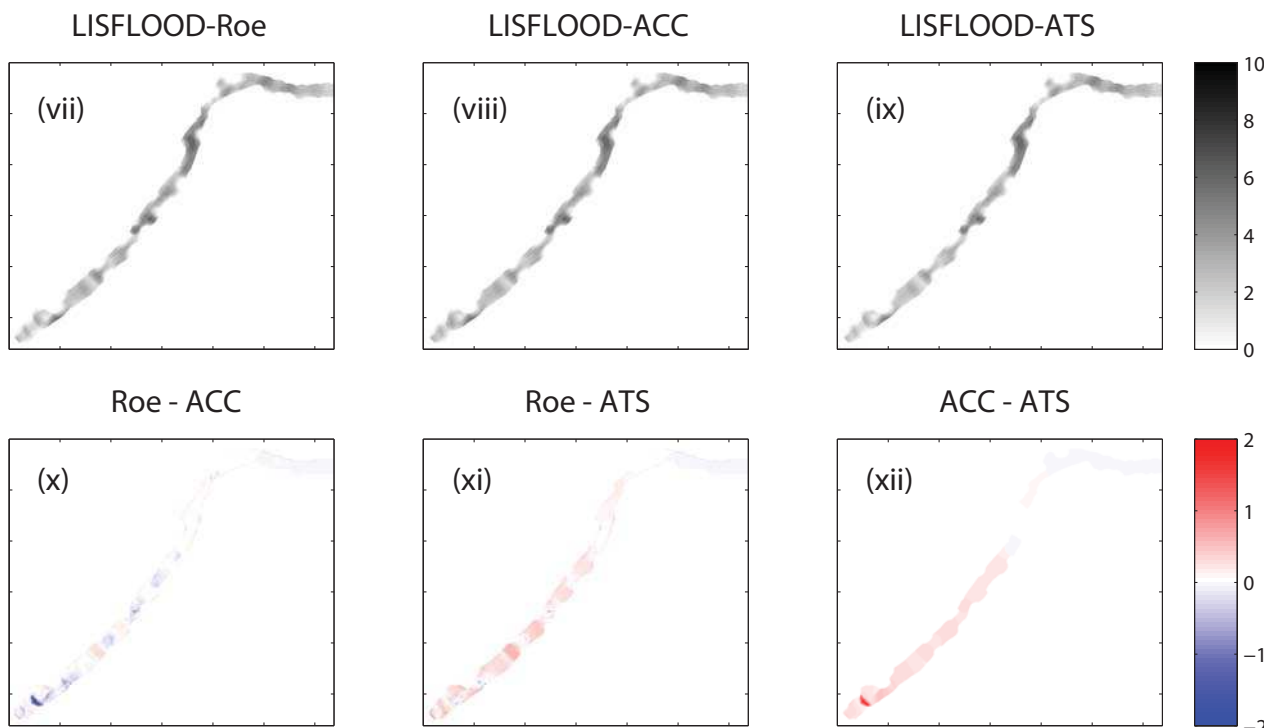 LISFLOOD-Roe
LISFLOOD-ACC
LISFLOOD-ATS
(vii)
(viii)
(ix)
10
8
6
4
2
0
Roe - ACC
Roe - ATS
ACC - ATS
(x)
(xi)
(xii)
2
1
0
−1
−2